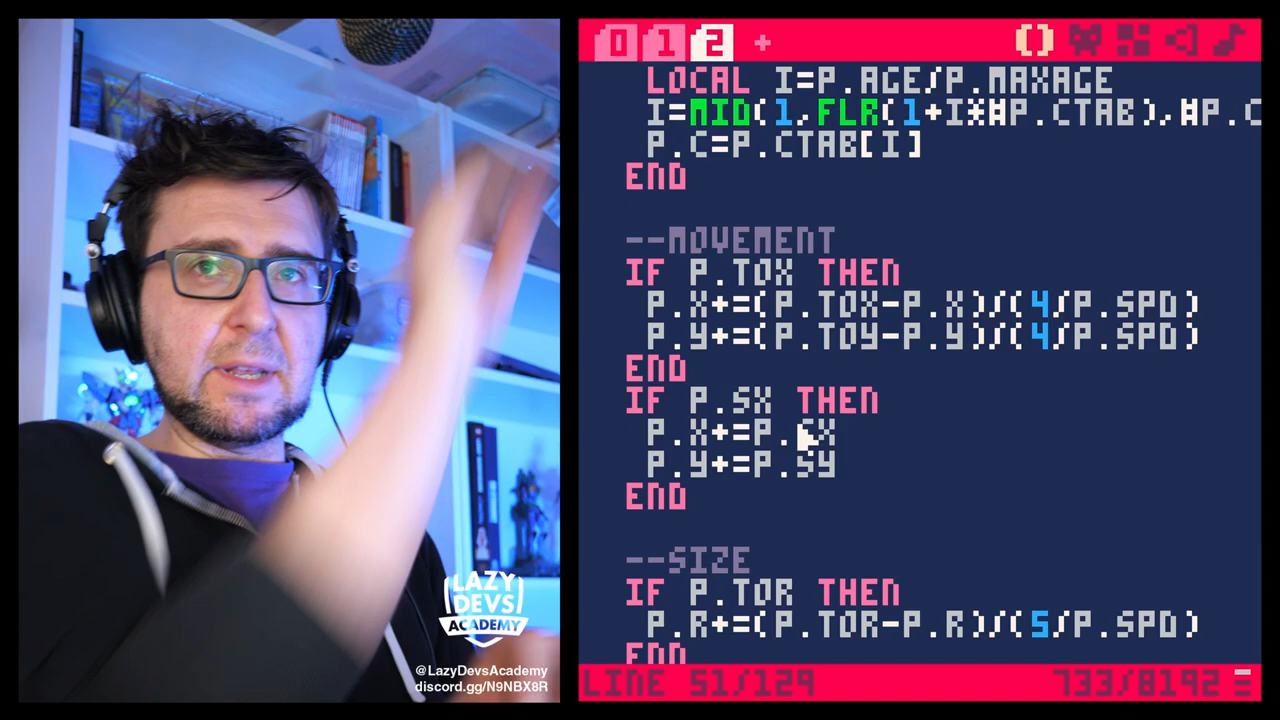 LAZY
DEVS
ACADEMY
@LazyDevsAcademy
discord.gg/N9NBX8R
0 1 2 +
LOCAL I=P.AGE/P.MAXAGE
I=MID(1,FLR(1+I*#P.CTAB),#P.C
P.C=P.CTAB[I]
END
--MOVEMENT
IF P.TOX THEN
P.X+=(P.TOX-P.X)/(4/P.SPD)
P.Y+=(P.TOY-P.Y)/(4/P.SPD)
END
IF P.SX THEN
P.X+=P.SX
P.Y+=P.SY
END
--SIZE
IF P.TOR THEN
P.R+=(P.TOR-P.R)/(5/P.SPD)
END
LINE 51/129
733/8192